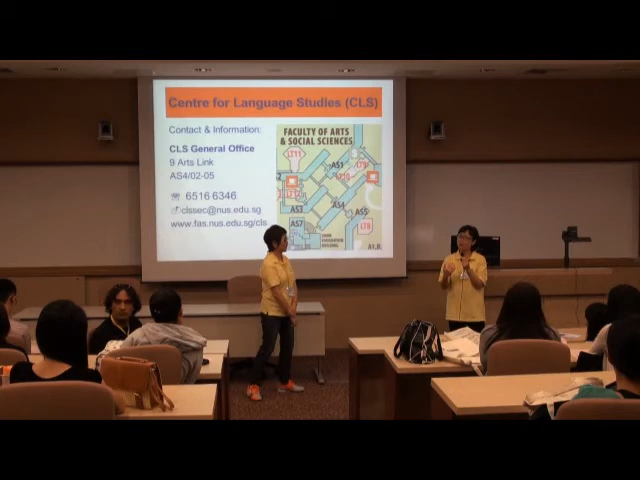 Centre for Language Studies (CLS)
Contact & Information:
CLS General Office
9 Arts Link
AS4/02-05
6516 6346
clssec@nus.edu.sg
www.fas.nus.edu.sg/cls
FACULTY OF ARTS
& SOCIAL SCIENCES
LT11
AS1
LT9
LT10
AS3
AS4
AS5
AS7
LT8